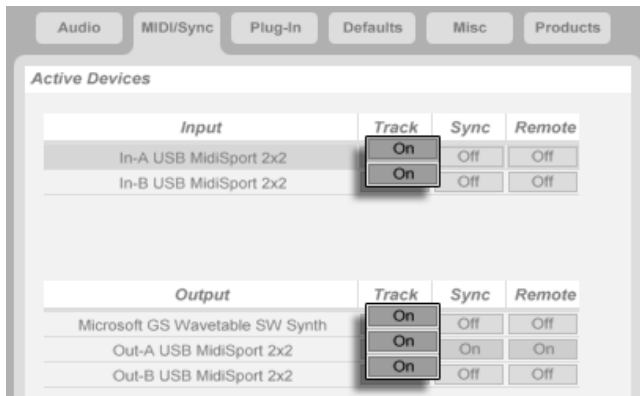 Audio MIDI/Sync Plug-In Defaults Misc Products
Active Devices
Input Track Sync Remote
In-A USB MidiSport 2x2 On Off Off
In-B USB MidiSport 2x2 On Off Off
Output Track Sync Remote
Microsoft GS Wavetable SW Synth On Off Off
Out-A USB MidiSport 2x2 On On On
Out-B USB MidiSport 2x2 On Off Off